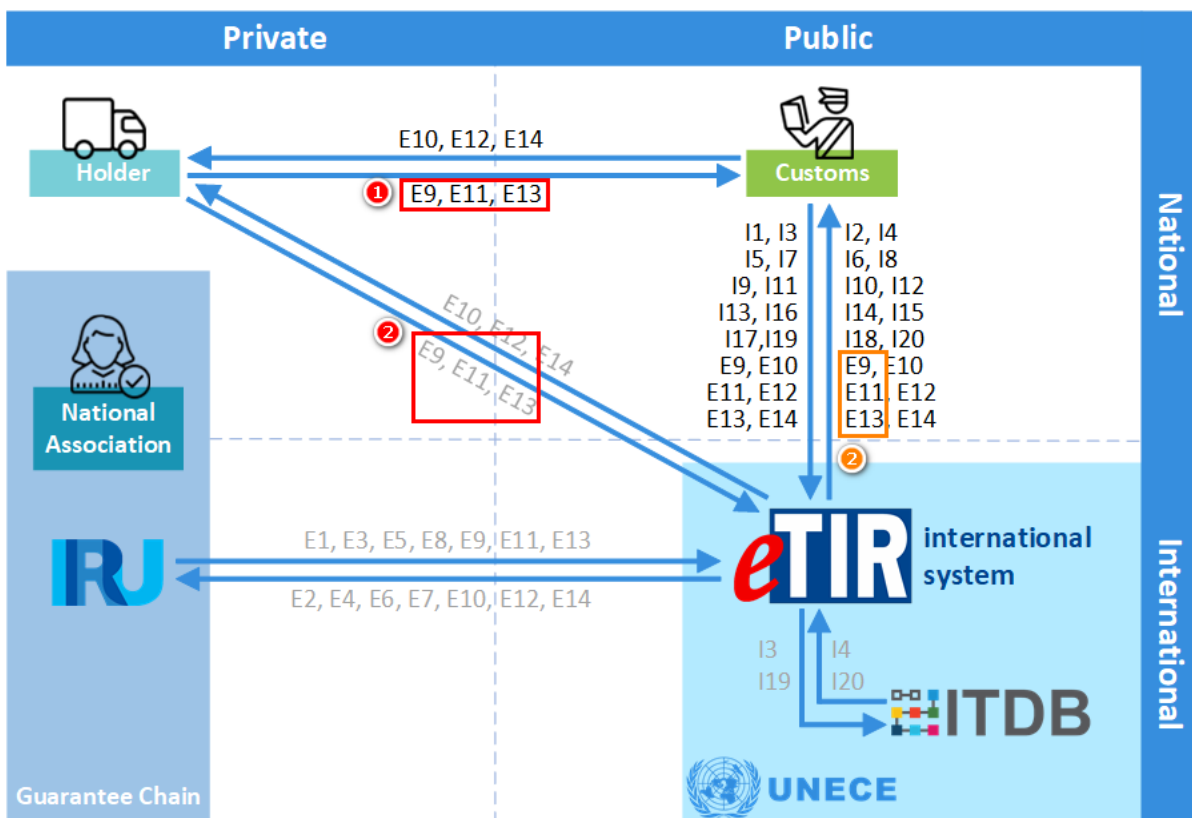 Private
Public
National
International
Holder
Customs
E10, E12, E14
1
E9, E11, E13
I1, I3
I5, I7
I9, I11
I13, I16
I17,I19
E9, E10
E11, E12
E13, E14
I2, I4
I6, I8
I10, I12
I14, I15
I18, I20
E9, E10
E11, E12
E13, E14
2
E10, E12, E14
2
E9, E11, E13
National
Association
IRU
E1, E3, E5, E8, E9, E11, E13
E2, E4, E6, E7, E10, E12, E14
eTIR
international
system
I3
I19
I4
I20
ITDB
UNECE
Guarantee Chain